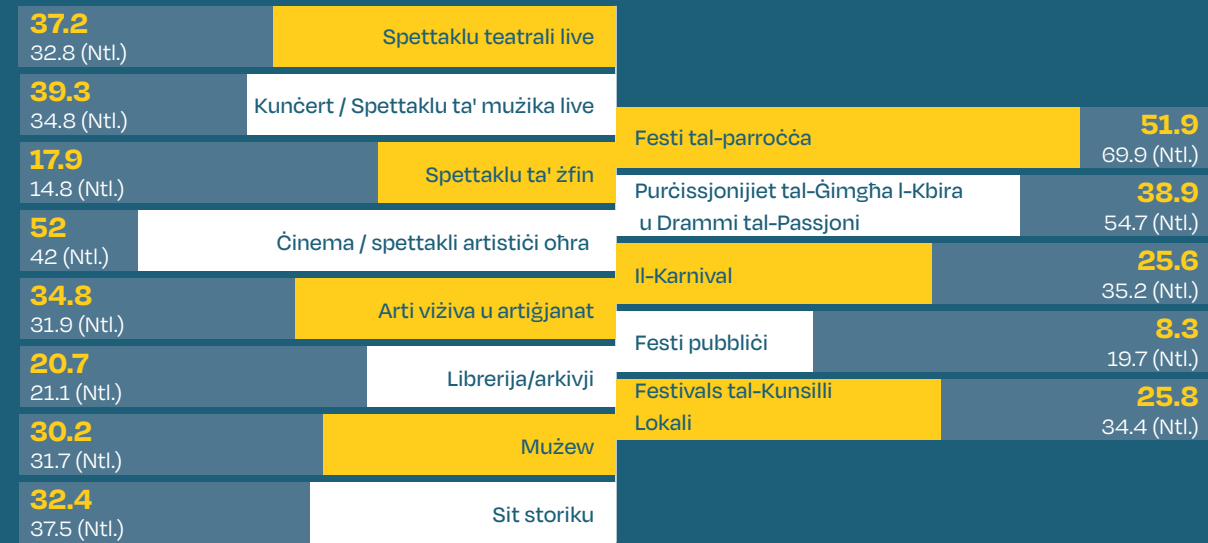 37.2
32.8 (Ntl.)
Spettaklu teatrali live
39.3
34.8 (Ntl.)
Kunċert / Spettaklu ta' mużika live
17.9
14.8 (Ntl.)
Spettaklu ta' żfin
52
42 (Ntl.)
Ċinema / spettakli artistiċi oħra
34.8
31.9 (Ntl.)
Arti viżiva u artiġjanat
20.7
21.1 (Ntl.)
Librerija/arkivji
30.2
31.7 (Ntl.)
Mużew
32.4
37.5 (Ntl.)
Sit storiku
Festi tal-parroċċa
51.9
69.9 (Ntl.)
Purċissjonijiet tal-Ġimgħa l-Kbira
u Drammi tal-Passjoni
38.9
54.7 (Ntl.)
Il-Karnival
25.6
35.2 (Ntl.)
Festi pubbliċi
8.3
19.7 (Ntl.)
Festivals tal-Kunsilli
Lokali
25.8
34.4 (Ntl.)